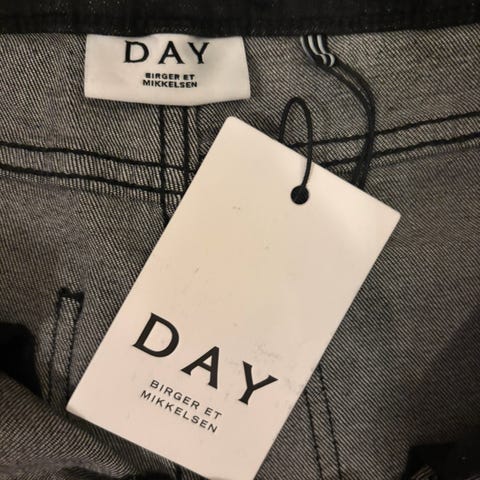 DAY
BIRGER ET
MIKKELSEN
DAY
BIRGER ET
MIKKELSEN